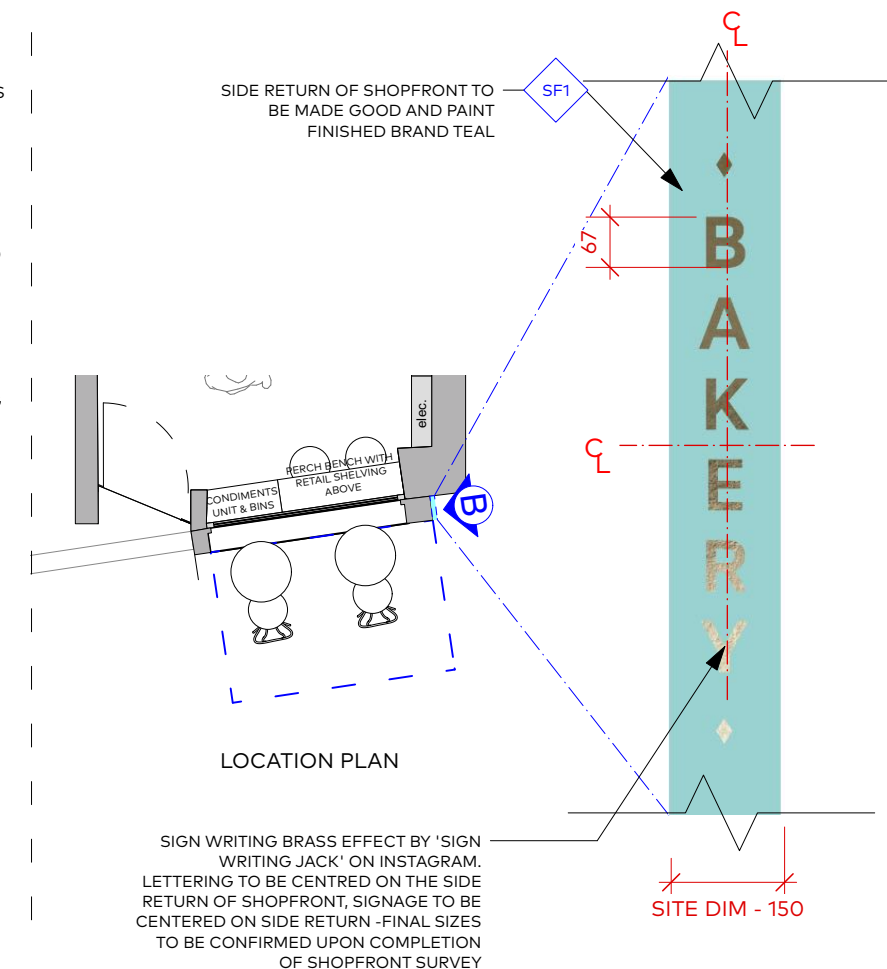 SIDE RETURN OF SHOPFRONT TO
BE MADE GOOD AND PAINT
FINISHED BRAND TEAL
SF1
CL
67
B
A
K
E
R
Y
CL
elec.
PERCH BENCH WITH
RETAIL SHELVING
ABOVE
CONDIMENTS
UNIT & BINS
B
LOCATION PLAN
SIGN WRITING BRASS EFFECT BY 'SIGN
WRITING JACK' ON INSTAGRAM.
LETTERING TO BE CENTRED ON THE SIDE
RETURN OF SHOPFRONT, SIGNAGE TO BE
CENTERED ON SIDE RETURN -FINAL SIZES
TO BE CONFIRMED UPON COMPLETION
OF SHOPFRONT SURVEY
SITE DIM - 150